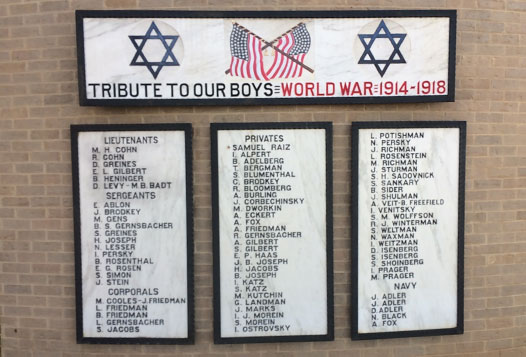 TRIBUTE TO OUR BOYS = WORLD WAR = 1914-1918
LIEUTENANTS
M. H. COHN
R. COHN
D. GREINES
E. L. GILBERT
B. HENINGER
D. LEVY - M.B. BADT
SERGEANTS
E. ABLON
J. BRODKEY
M. GENS
B. S. GERNSBACHER
S. GREINES
H. JOSEPH
N. LESSER
I. PERSKY
B. ROSENTHAL
E. G. ROSEN
S. SIMON
J. STEIN
CORPORALS
M. COOLES - J. FRIEDMAN
L. FRIEDMAN
B. FRIEDMAN
L. GERNSBACHER
S. JACOBS
PRIVATES
* SAMUEL RAIZ
I. ALPERT
B. ADELBERG
T. BERGMAN
S. BLUMENTHAL
C. BRODKEY
R. BLOOMBERG
A. BURLING
J. CORBECHINSKY
M. DWORKIN
A. ECKERT
A. FOX
A. FRIEDMAN
R. GERNSBACHER
A. GILBERT
S. GILBERT
E. P. HAAS
J. B. JOSEPH
H. JACOBS
B. JOSEPH
I. KATZ
S. KATZ
M. KUTCHIN
G. LANDMAN
J. MARKS
I. J. MOREIN
S. MOREIN
I. OSTROVSKY
L. POTISHMAN
N. PERSKY
J. RICHMAN
L. ROSENSTEIN
M. RICHMAN
J. STURMAN
S. H. SADOVNICK
S. SANKARY
B. SIDER
J. SHULMAN
A. VEIT - B. FREEFIELD
I. VENITSKY
S. M. WOLFFSON
R. J. WINTERMAN
S. WELTMAN
N. WAXMAN
I. WEITZMAN
D. ISENBERG
S. ISENBERG
S. SHOINBERG
I. PRAGER
M. PRAGER
NAVY
J. ADLER
J. ADLER
D. ADLER
N. BLACK
A. FOX